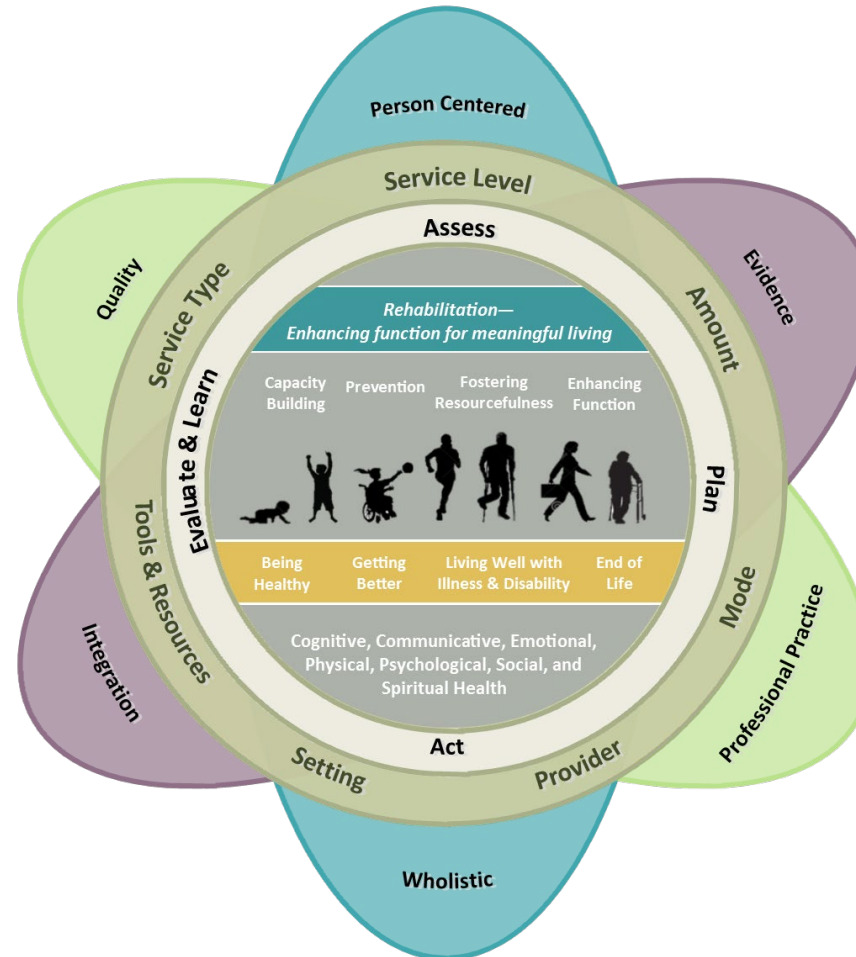 Person Centered
Service Level
Assess
Quality
Evidence
Service Type
Amount
Rehabilitation—
Enhancing function for meaningful living
Evaluate & Learn
Capacity
Building
Prevention
Fostering
Resourcefulness
Enhancing
Function
Plan
Being
Healthy
Getting
Better
Living Well with
Illness & Disability
End of
Life
Tools & Resources
Mode
Integration
Professional Practice
Cognitive, Communicative, Emotional,
Physical, Psychological, Social, and
Spiritual Health
Act
Setting
Provider
Wholistic